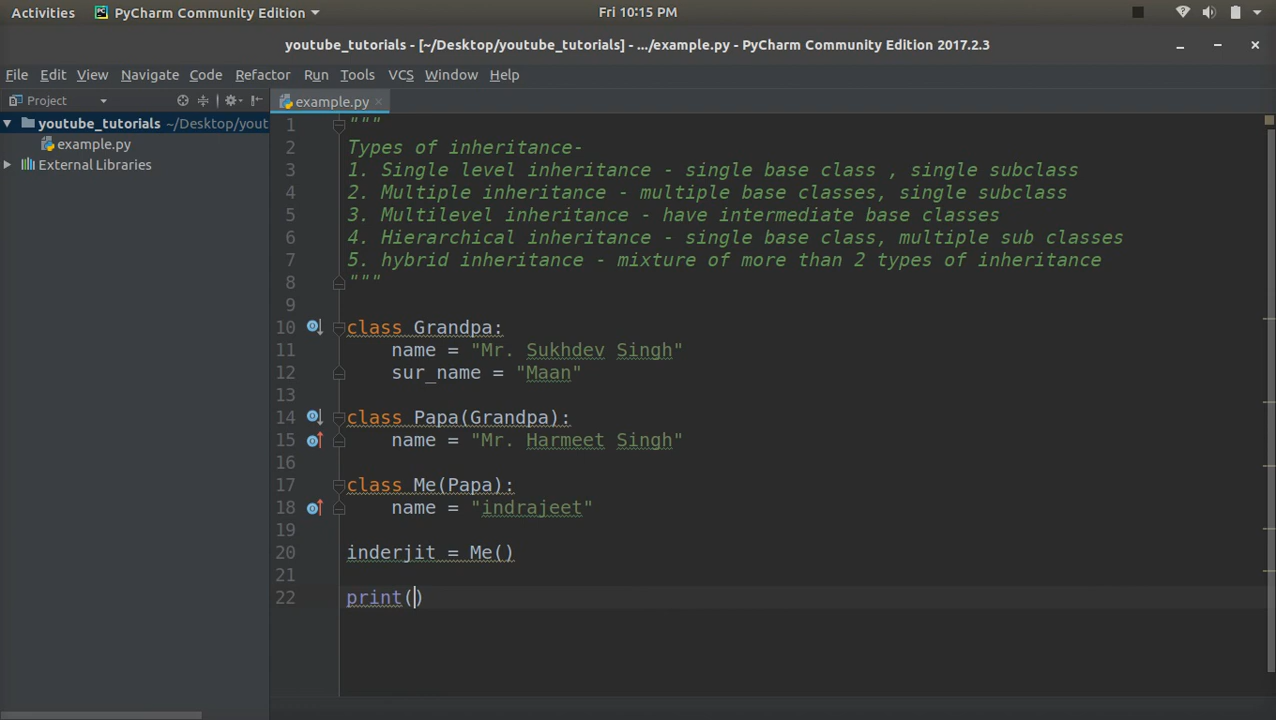 Activities PyCharm Community Edition Fri 10:15 PM
youtube_tutorials - [~/Desktop/youtube_tutorials] - .../example.py - PyCharm Community Edition 2017.2.3
File Edit View Navigate Code Refactor Run Tools VCS Window Help
Project example.py
youtube_tutorials ~/Desktop/yout
example.py
External Libraries
1 """
2 Types of inheritance-
3 1. Single level inheritance - single base class , single subclass
4 2. Multiple inheritance - multiple base classes, single subclass
5 3. Multilevel inheritance - have intermediate base classes
6 4. Hierarchical inheritance - single base class, multiple sub classes
7 5. hybrid inheritance - mixture of more than 2 types of inheritance
8 """
9
10 class Grandpa:
11 name = "Mr. Sukhdev Singh"
12 sur_name = "Maan"
13
14 class Papa(Grandpa):
15 name = "Mr. Harmeet Singh"
16
17 class Me(Papa):
18 name = "indrajeet"
19
20 inderjit = Me()
21
22 print()